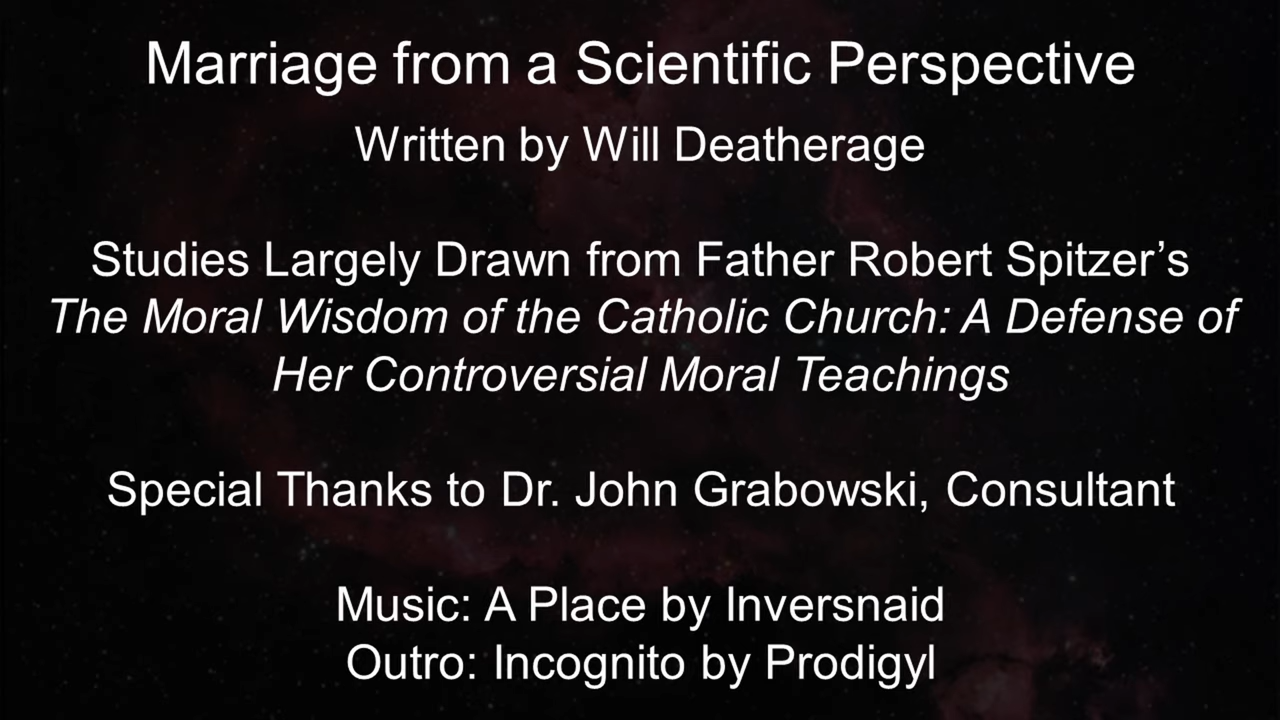 Marriage from a Scientific Perspective
Written by Will Deatherage
Studies Largely Drawn from Father Robert Spitzer’s
The Moral Wisdom of the Catholic Church: A Defense of
Her Controversial Moral Teachings
Special Thanks to Dr. John Grabowski, Consultant
Music: A Place by Inversnaid
Outro: Incognito by Prodigyl